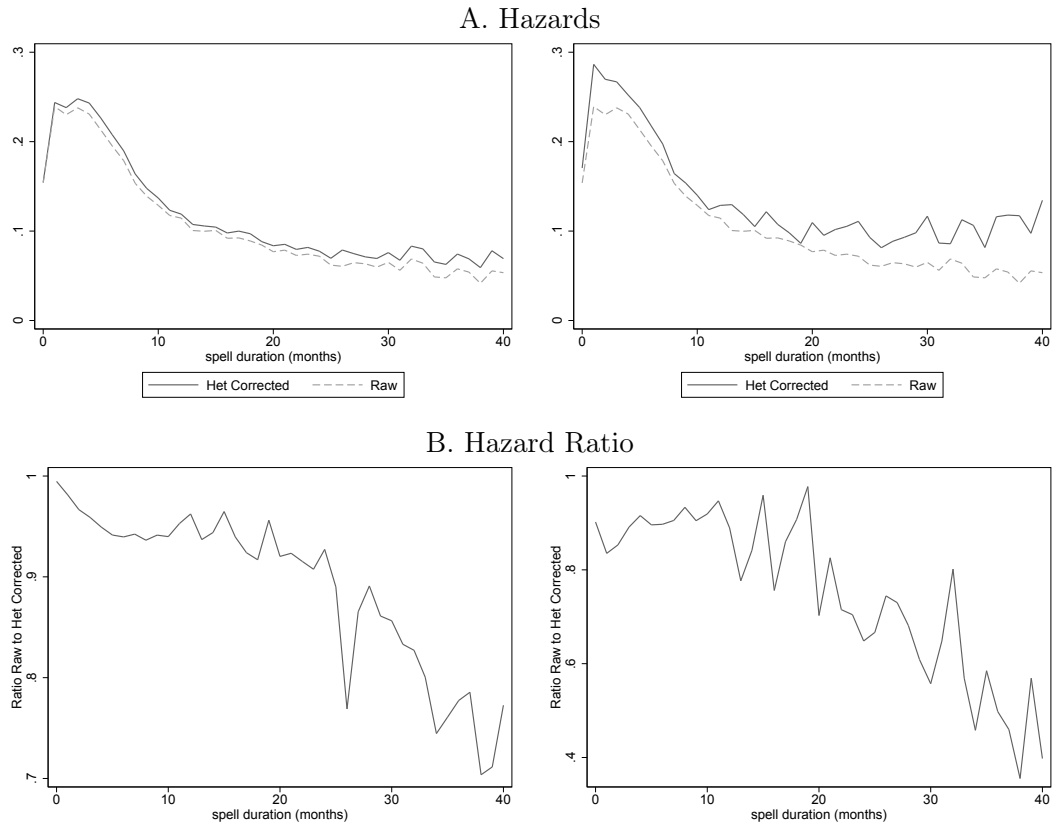 A. Hazards
.3
.2
.1
0
0 10 20 30 40
spell duration (months)
Het Corrected Raw
.3
.2
.1
0
0 10 20 30 40
spell duration (months)
Het Corrected Raw
B. Hazard Ratio
Ratio Raw to Het Corrected
1
.9
.8
.7
0 10 20 30 40
spell duration (months)
Ratio Raw to Het Corrected
1
.8
.6
.4
0 10 20 30 40
spell duration (months)